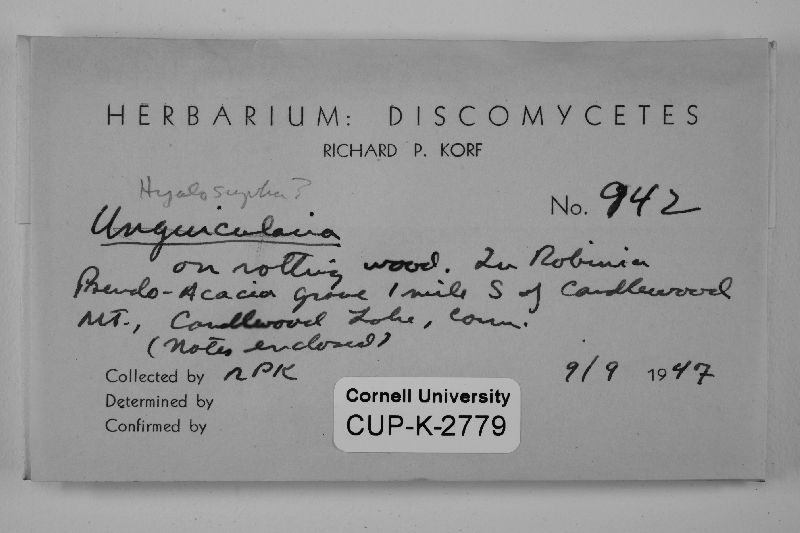 HERBARIUM: DISCOMYCETES
RICHARD P. KORF
Hyaloscypha?
No. 942
Unguicularia
on rotting wood. In Robinia
Pseudo-Acacia grove 1 mile S of Candlewood
Mt., Candlewood Lake, Conn.
(Notes enclosed)
Collected by RPK 9/9 1947
Determined by
Confirmed by
Cornell University
CUP-K-2779